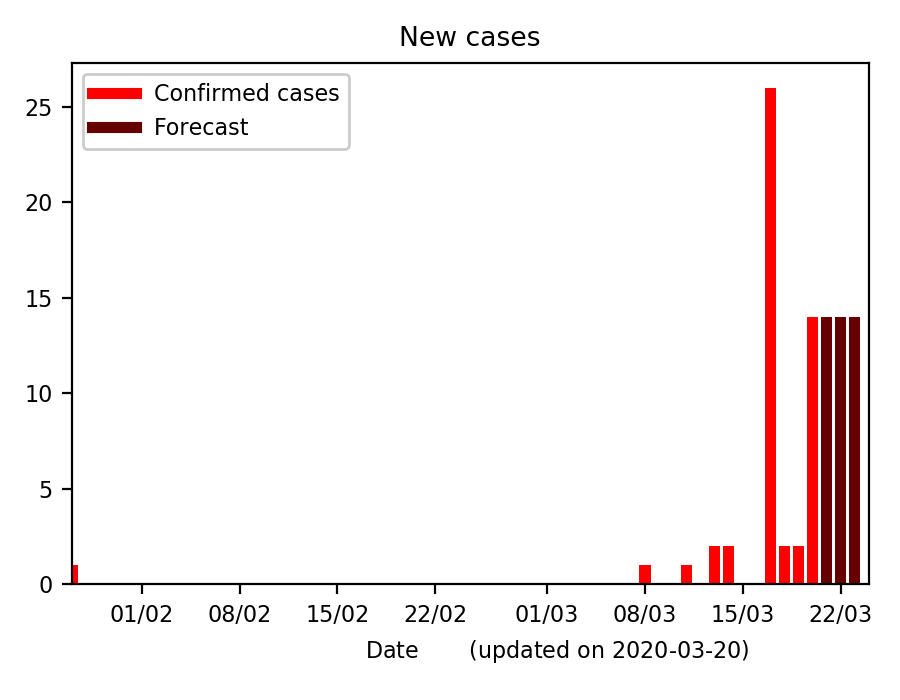 New cases
Confirmed cases
Forecast
25
20
15
10
5
0
01/02 08/02 15/02 22/02 01/03 08/03 15/03 22/03
Date (updated on 2020-03-20)